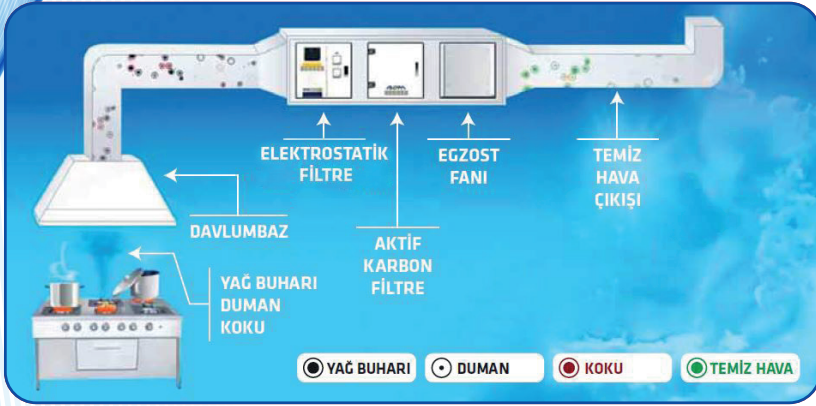 ELEKTROSTATİK
FİLTRE
EGZOST
FANI
TEMİZ
HAVA
ÇIKIŞI
DAVLUMBAZ
AKTİF
KARBON
FİLTRE
YAĞ BUHARI
DUMAN
KOKU
YAĞ BUHARI
DUMAN
KOKU
TEMİZ HAVA